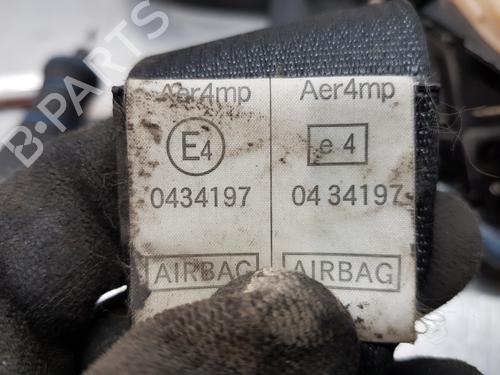 B-PARTS
Aer4mp Aer4mp
E4 e 4
0434197 04 34197
AIRBAG AIRBAG